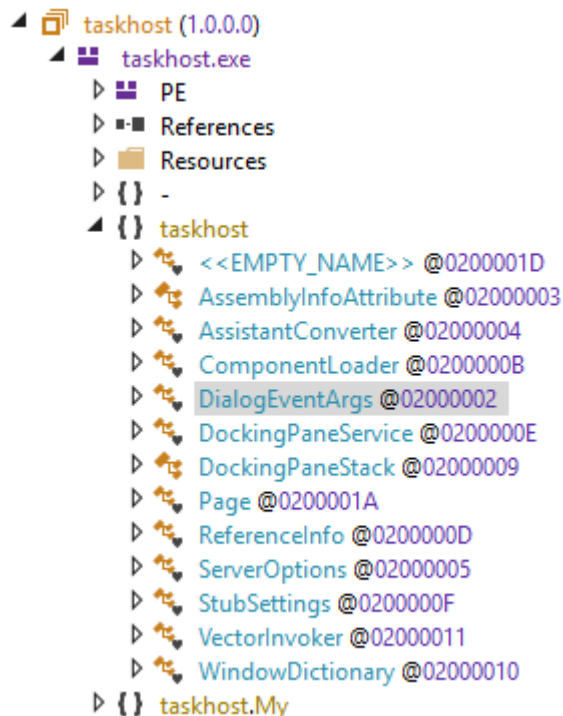 taskhost (1.0.0.0)
taskhost.exe
PE
References
Resources
{ } -
{ } taskhost
<<EMPTY_NAME>> @0200001D
AssemblyInfoAttribute @02000003
AssistantConverter @02000004
ComponentLoader @0200000B
DialogEventArgs @02000002
DockingPaneService @0200000E
DockingPaneStack @02000009
Page @0200001A
ReferenceInfo @0200000D
ServerOptions @02000005
StubSettings @0200000F
VectorInvoker @02000011
WindowDictionary @02000010
{ } taskhost.My